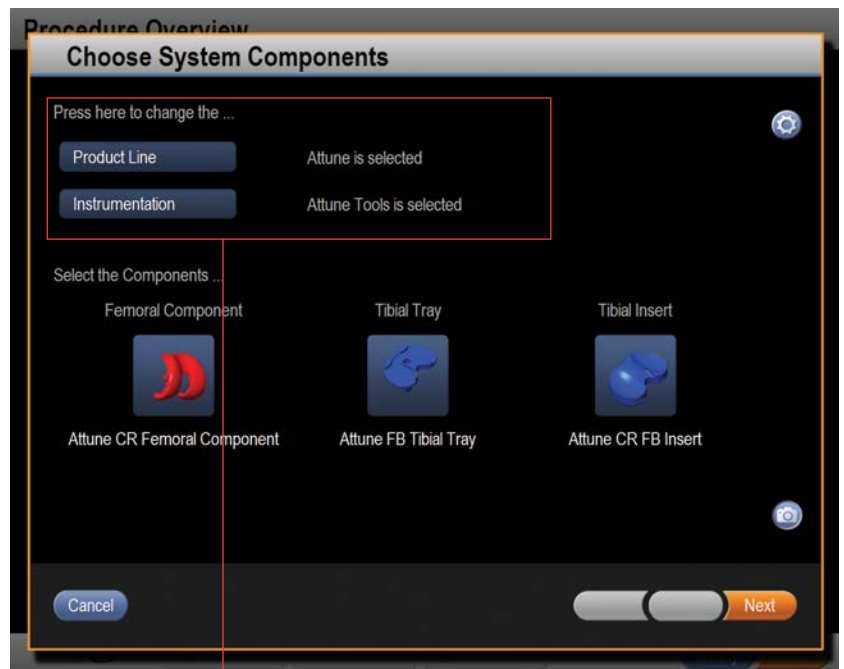 Procedure Overview
Choose System Components
Press here to change the ...
Product Line
Attune is selected
Instrumentation
Attune Tools is selected
Select the Components ...
Femoral Component
Tibial Tray
Tibial Insert
Attune CR Femoral Component
Attune FB Tibial Tray
Attune CR FB Insert
Cancel
Next